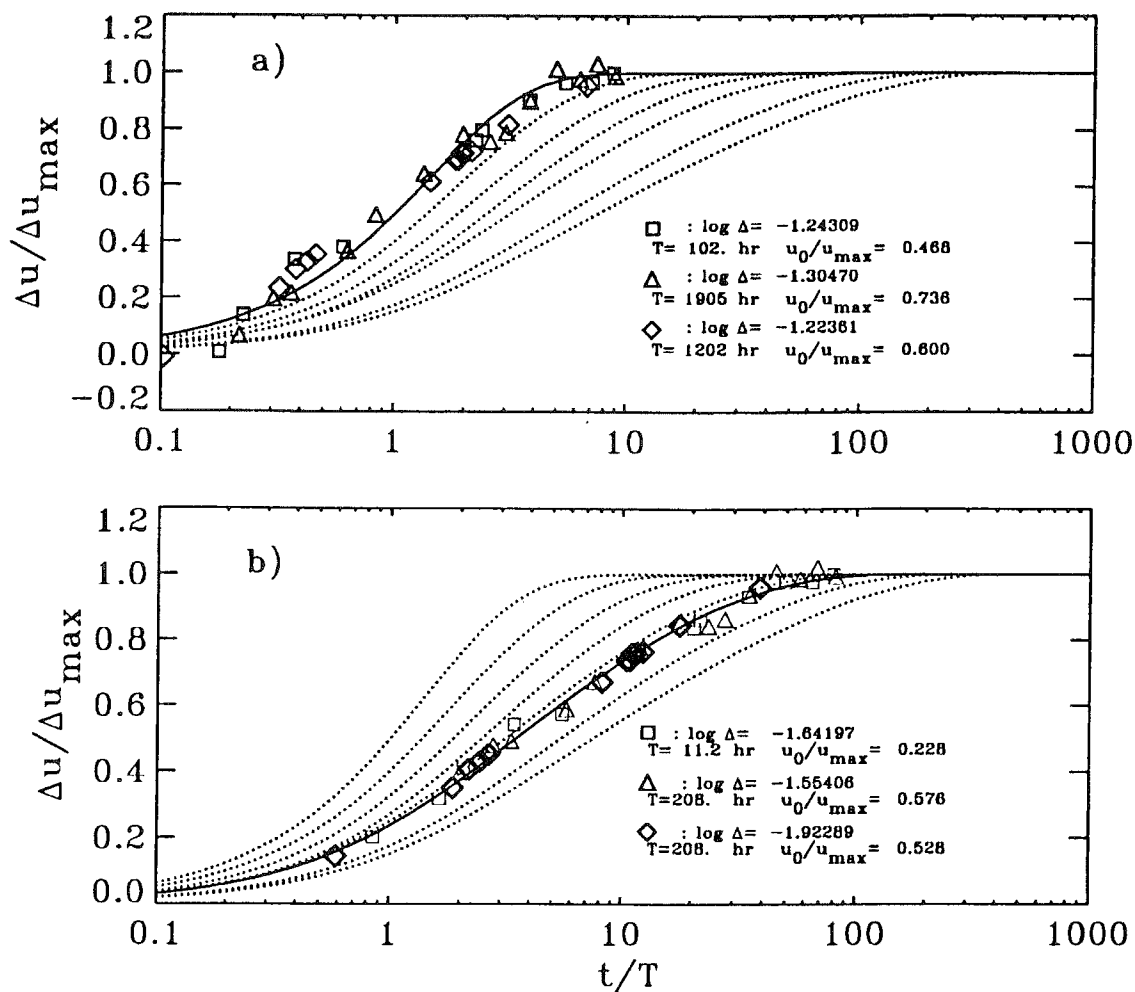 1.2
a)
1.0
0.8
0.6
0.4
0.2
0.0
−0.2
Δu/Δu_max
□ : log Δ= −1.24309
T= 102. hr u_0/u_max= 0.468
△ : log Δ= −1.30470
T= 1905 hr u_0/u_max= 0.736
◇ : log Δ= −1.22361
T= 1202 hr u_0/u_max= 0.600
0.1 1 10 100 1000
1.2
b)
1.0
0.8
0.6
0.4
0.2
0.0
Δu/Δu_max
□ : log Δ= −1.64197
T= 11.2 hr u_0/u_max= 0.228
△ : log Δ= −1.55406
T=208. hr u_0/u_max= 0.576
◇ : log Δ= −1.92289
T=208. hr u_0/u_max= 0.528
0.1 1 10 100 1000
t/T